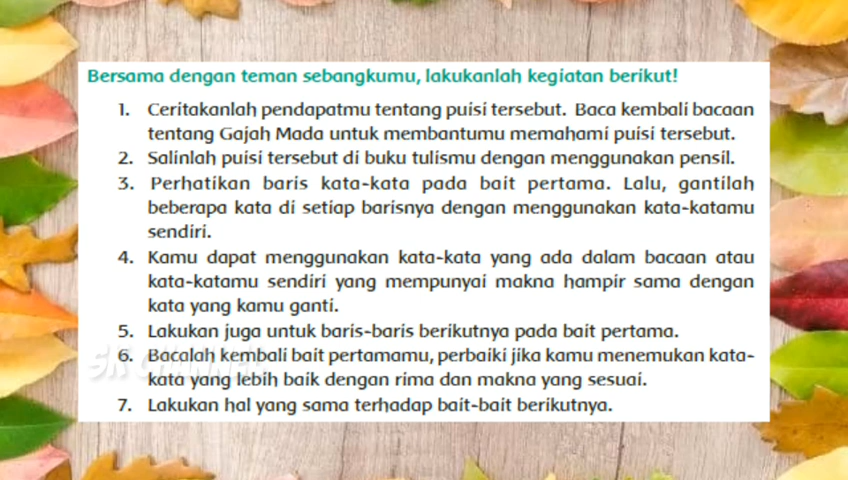 Bersama dengan teman sebangkumu, lakukanlah kegiatan berikut!
1. Ceritakanlah pendapatmu tentang puisi tersebut. Baca kembali bacaan
tentang Gajah Mada untuk membantumu memahami puisi tersebut.
2. Salinlah puisi tersebut di buku tulismu dengan menggunakan pensil.
3. Perhatikan baris kata-kata pada bait pertama. Lalu, gantilah
beberapa kata di setiap barisnya dengan menggunakan kata-katamu
sendiri.
4. Kamu dapat menggunakan kata-kata yang ada dalam bacaan atau
kata-katamu sendiri yang mempunyai makna hampir sama dengan
kata yang kamu ganti.
5. Lakukan juga untuk baris-baris berikutnya pada bait pertama.
6. Bacalah kembali bait pertamamu, perbaiki jika kamu menemukan kata-
kata yang lebih baik dengan rima dan makna yang sesuai.
7. Lakukan hal yang sama terhadap bait-bait berikutnya.
SK CHANNEL